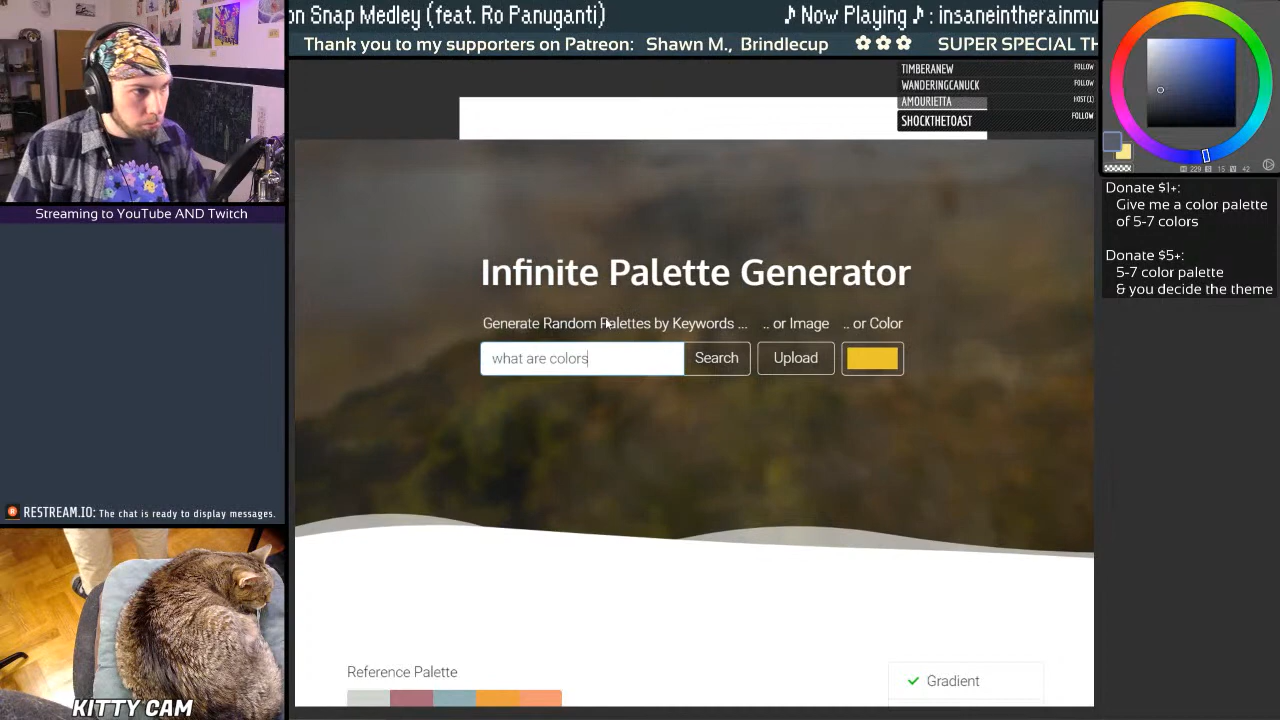 on Snap Medley (feat. Ro Panuganti)
♪ Now Playing ♪ : insaneintherainmu
Thank you to my supporters on Patreon: Shawn M., Brindlecup ✿ ✿ ✿ SUPER SPECIAL TH
TIMBERANEW FOLLOW
WANDERINGCANUCK FOLLOW
AMOURIETTA HOST(1)
SHOCKTHETOAST FOLLOW
Donate $1+:
Give me a color palette
of 5-7 colors
Donate $5+:
5-7 color palette
& you decide the theme
Streaming to YouTube AND Twitch
Infinite Palette Generator
Generate Random Palettes by Keywords ... .. or Image .. or Color
what are colors Search Upload
RESTREAM.IO: The chat is ready to display messages.
Reference Palette
Gradient
KITTY CAM